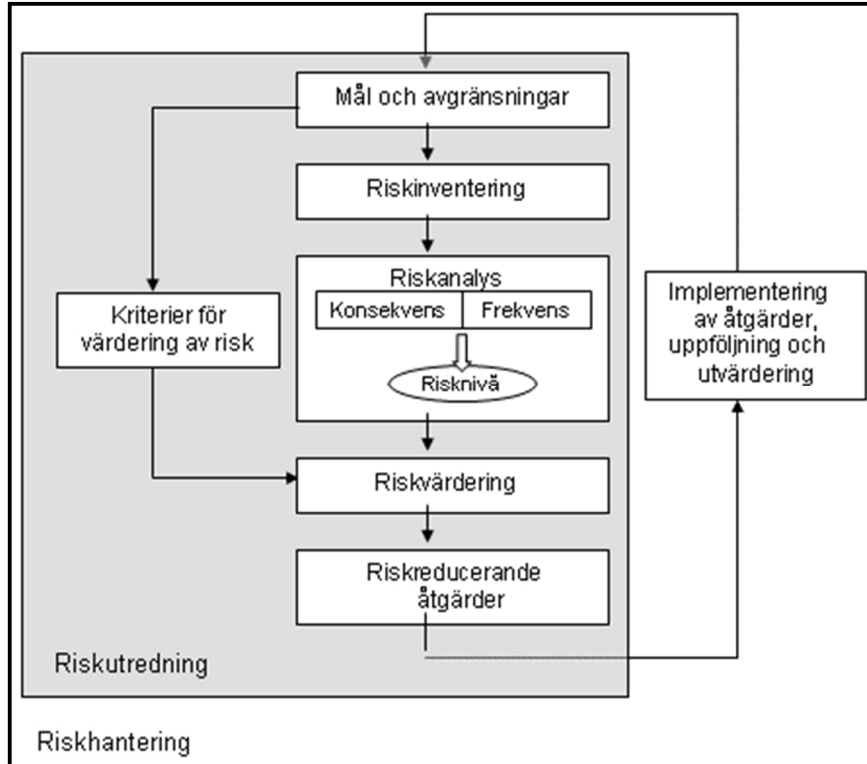 Mål och avgränsningar
Riskinventering
Riskanalys
Konsekvens
Frekvens
Risknivå
Kriterier för
värdering av risk
Implementering
av åtgärder,
uppföljning och
utvärdering
Riskvärdering
Riskreducerande
åtgärder
Riskutredning
Riskhantering